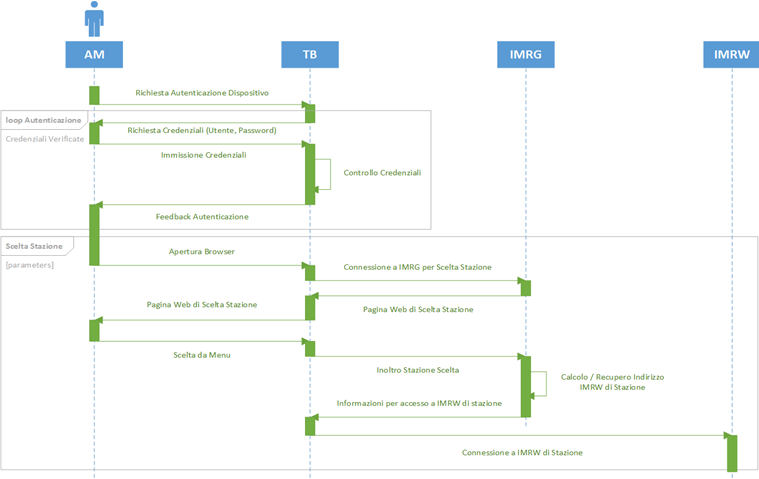 AM
TB
IMRG
IMRW
Richiesta Autenticazione Dispositivo
loop Autenticazione
Credenziali Verificate
Richiesta Credenziali (Utente, Password)
Immissione Credenziali
Controllo Credenziali
Feedback Autenticazione
Scelta Stazione
[parameters]
Apertura Browser
Connessione a IMRG per Scelta Stazione
Pagina Web di Scelta Stazione
Pagina Web di Scelta Stazione
Scelta da Menu
Inoltro Stazione Scelta
Calcolo / Recupero Indirizzo
IMRW di Stazione
Informazioni per accesso a IMRW di stazione
Connessione a IMRW di Stazione